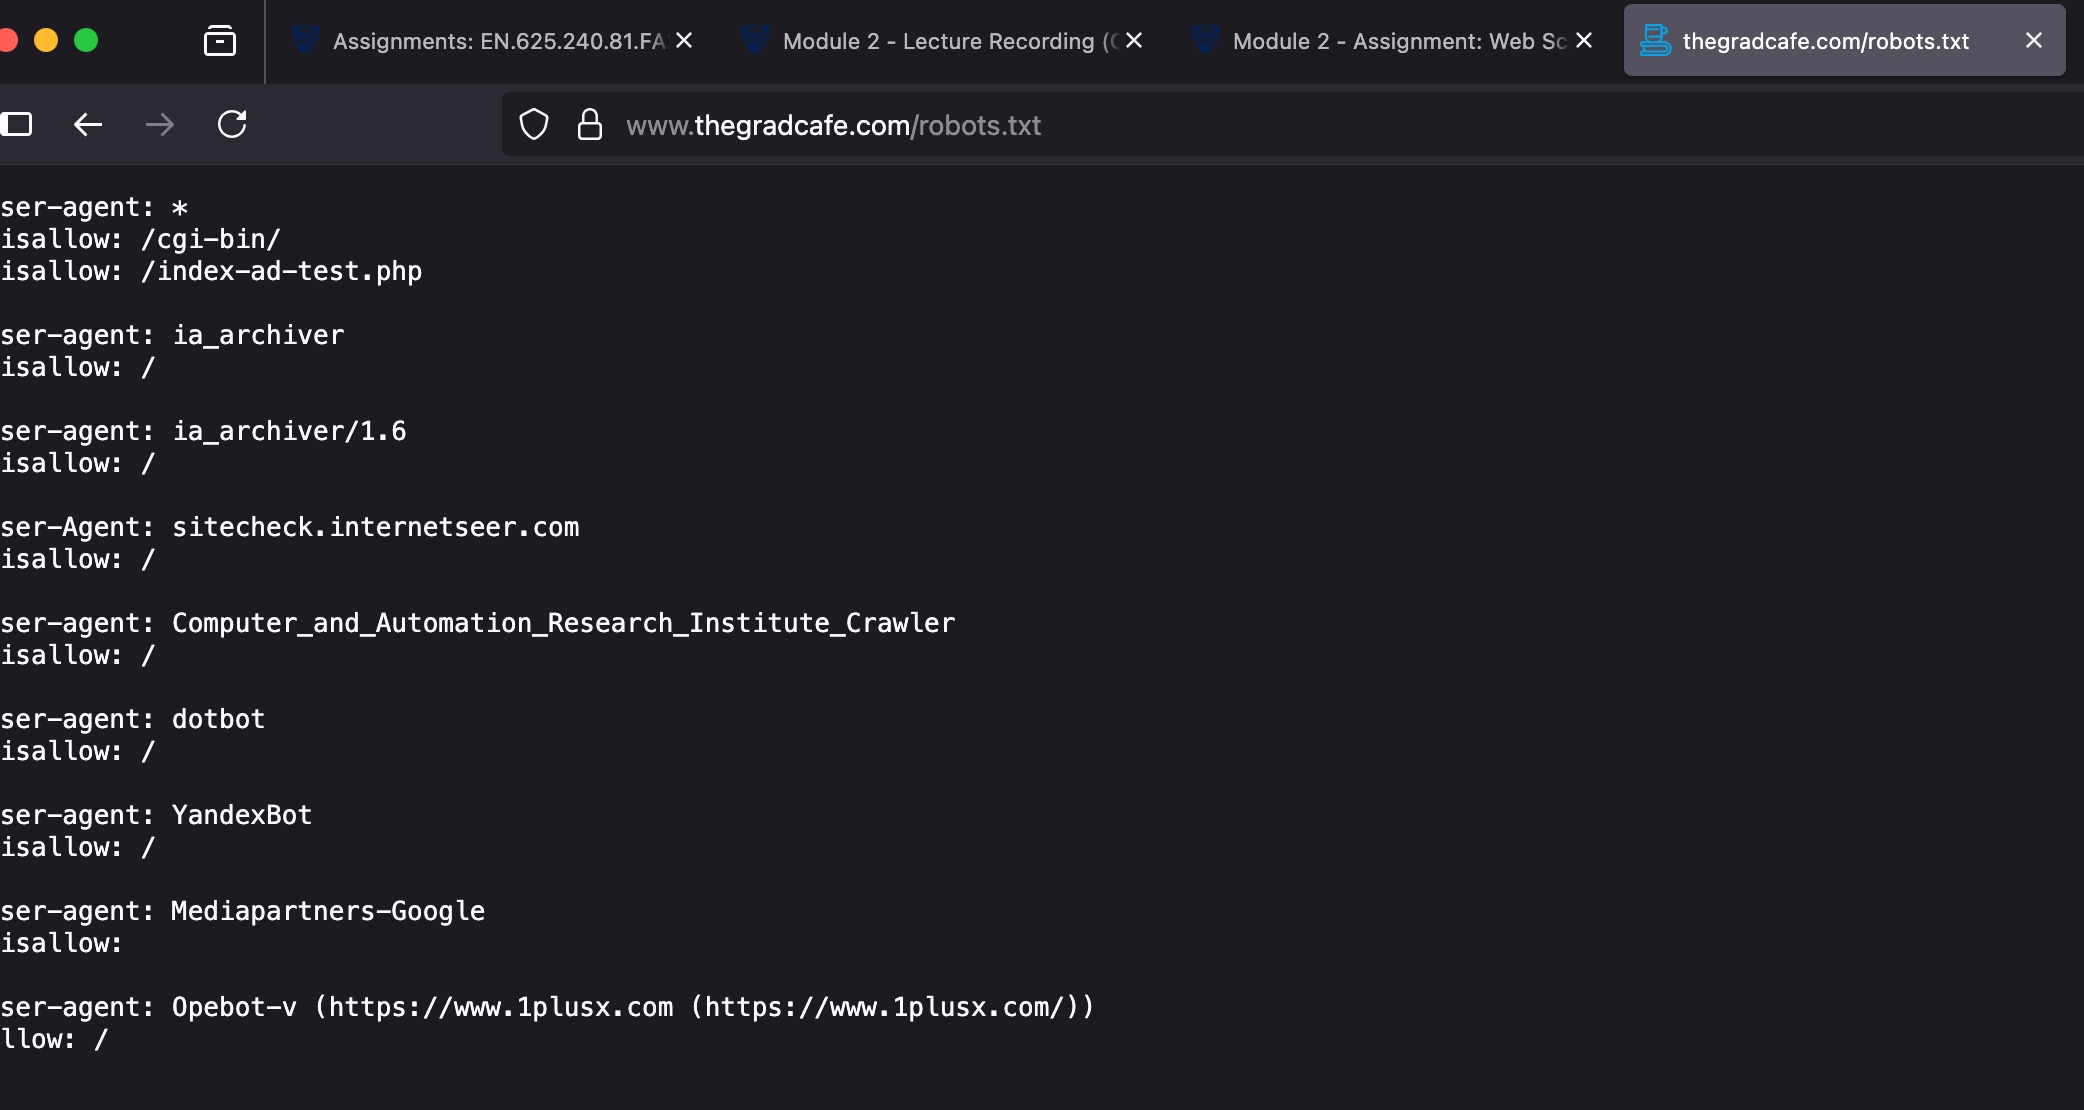 Assignments: EN.625.240.81.FA
Module 2 - Lecture Recording (
Module 2 - Assignment: Web Sc
thegradcafe.com/robots.txt
www.thegradcafe.com/robots.txt
ser-agent: *
isallow: /cgi-bin/
isallow: /index-ad-test.php
ser-agent: ia_archiver
isallow: /
ser-agent: ia_archiver/1.6
isallow: /
ser-Agent: sitecheck.internetseer.com
isallow: /
ser-agent: Computer_and_Automation_Research_Institute_Crawler
isallow: /
ser-agent: dotbot
isallow: /
ser-agent: YandexBot
isallow: /
ser-agent: Mediapartners-Google
isallow:
ser-agent: Opebot-v (https://www.1plusx.com (https://www.1plusx.com/))
llow: /